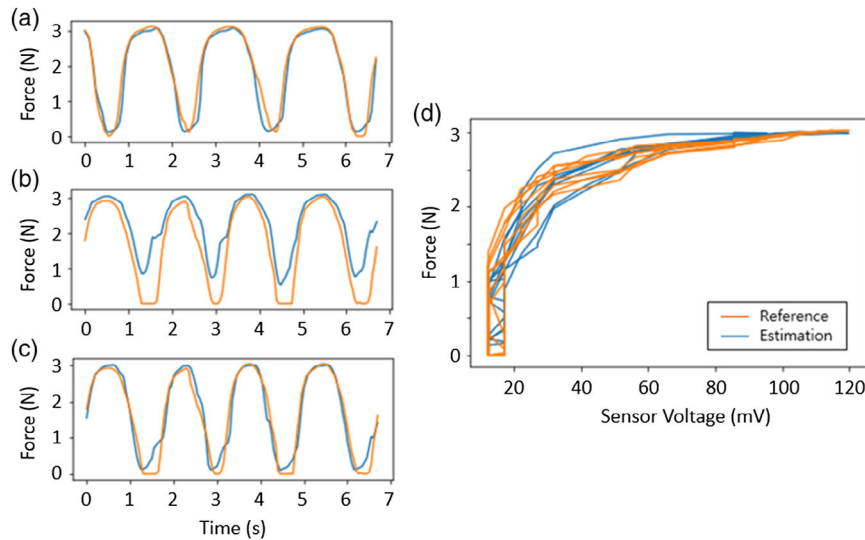 (a)
Force (N)
3
2
1
0
0 1 2 3 4 5 6 7
(b)
Force (N)
3
2
1
0
0 1 2 3 4 5 6 7
(c)
Force (N)
3
2
1
0
0 1 2 3 4 5 6 7
Time (s)
(d)
Force (N)
3
2
1
0
Reference
Estimation
20 40 60 80 100 120
Sensor Voltage (mV)